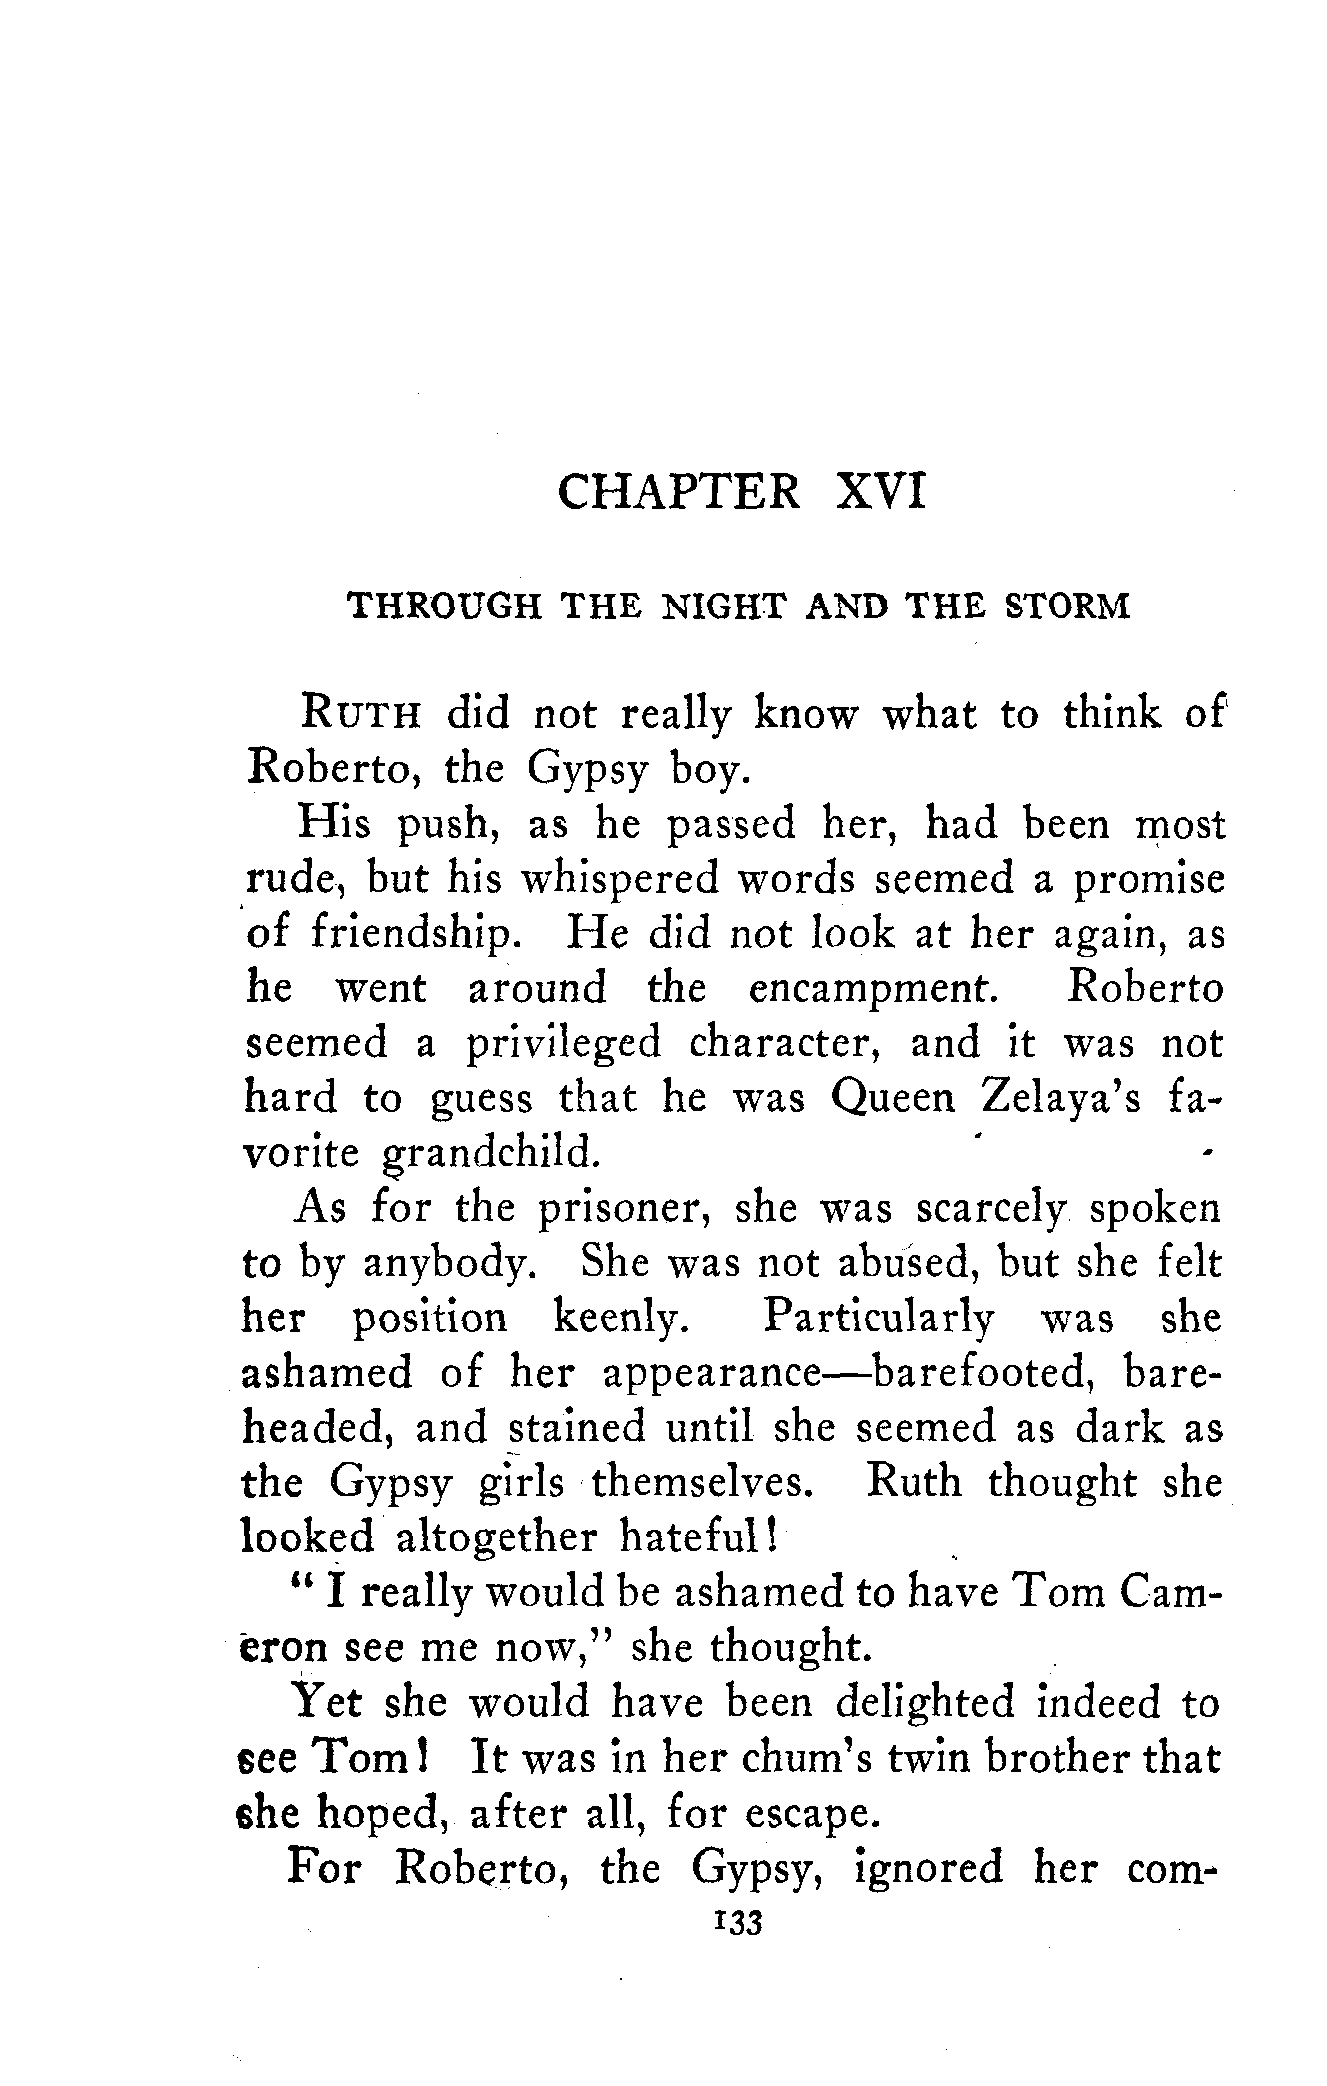 CHAPTER XVI
THROUGH THE NIGHT AND THE STORM
RUTH did not really know what to think of
Roberto, the Gypsy boy.
His push, as he passed her, had been most
rude, but his whispered words seemed a promise
of friendship. He did not look at her again, as
he went around the encampment. Roberto
seemed a privileged character, and it was not
hard to guess that he was Queen Zelaya's fa-
vorite grandchild.
As for the prisoner, she was scarcely spoken
to by anybody. She was not abused, but she felt
her position keenly. Particularly was she
ashamed of her appearance—barefooted, bare-
headed, and stained until she seemed as dark as
the Gypsy girls themselves. Ruth thought she
looked altogether hateful!
“I really would be ashamed to have Tom Cam-
eron see me now,” she thought.
Yet she would have been delighted indeed to
see Tom! It was in her chum's twin brother that
she hoped, after all, for escape.
For Roberto, the Gypsy, ignored her com-
133